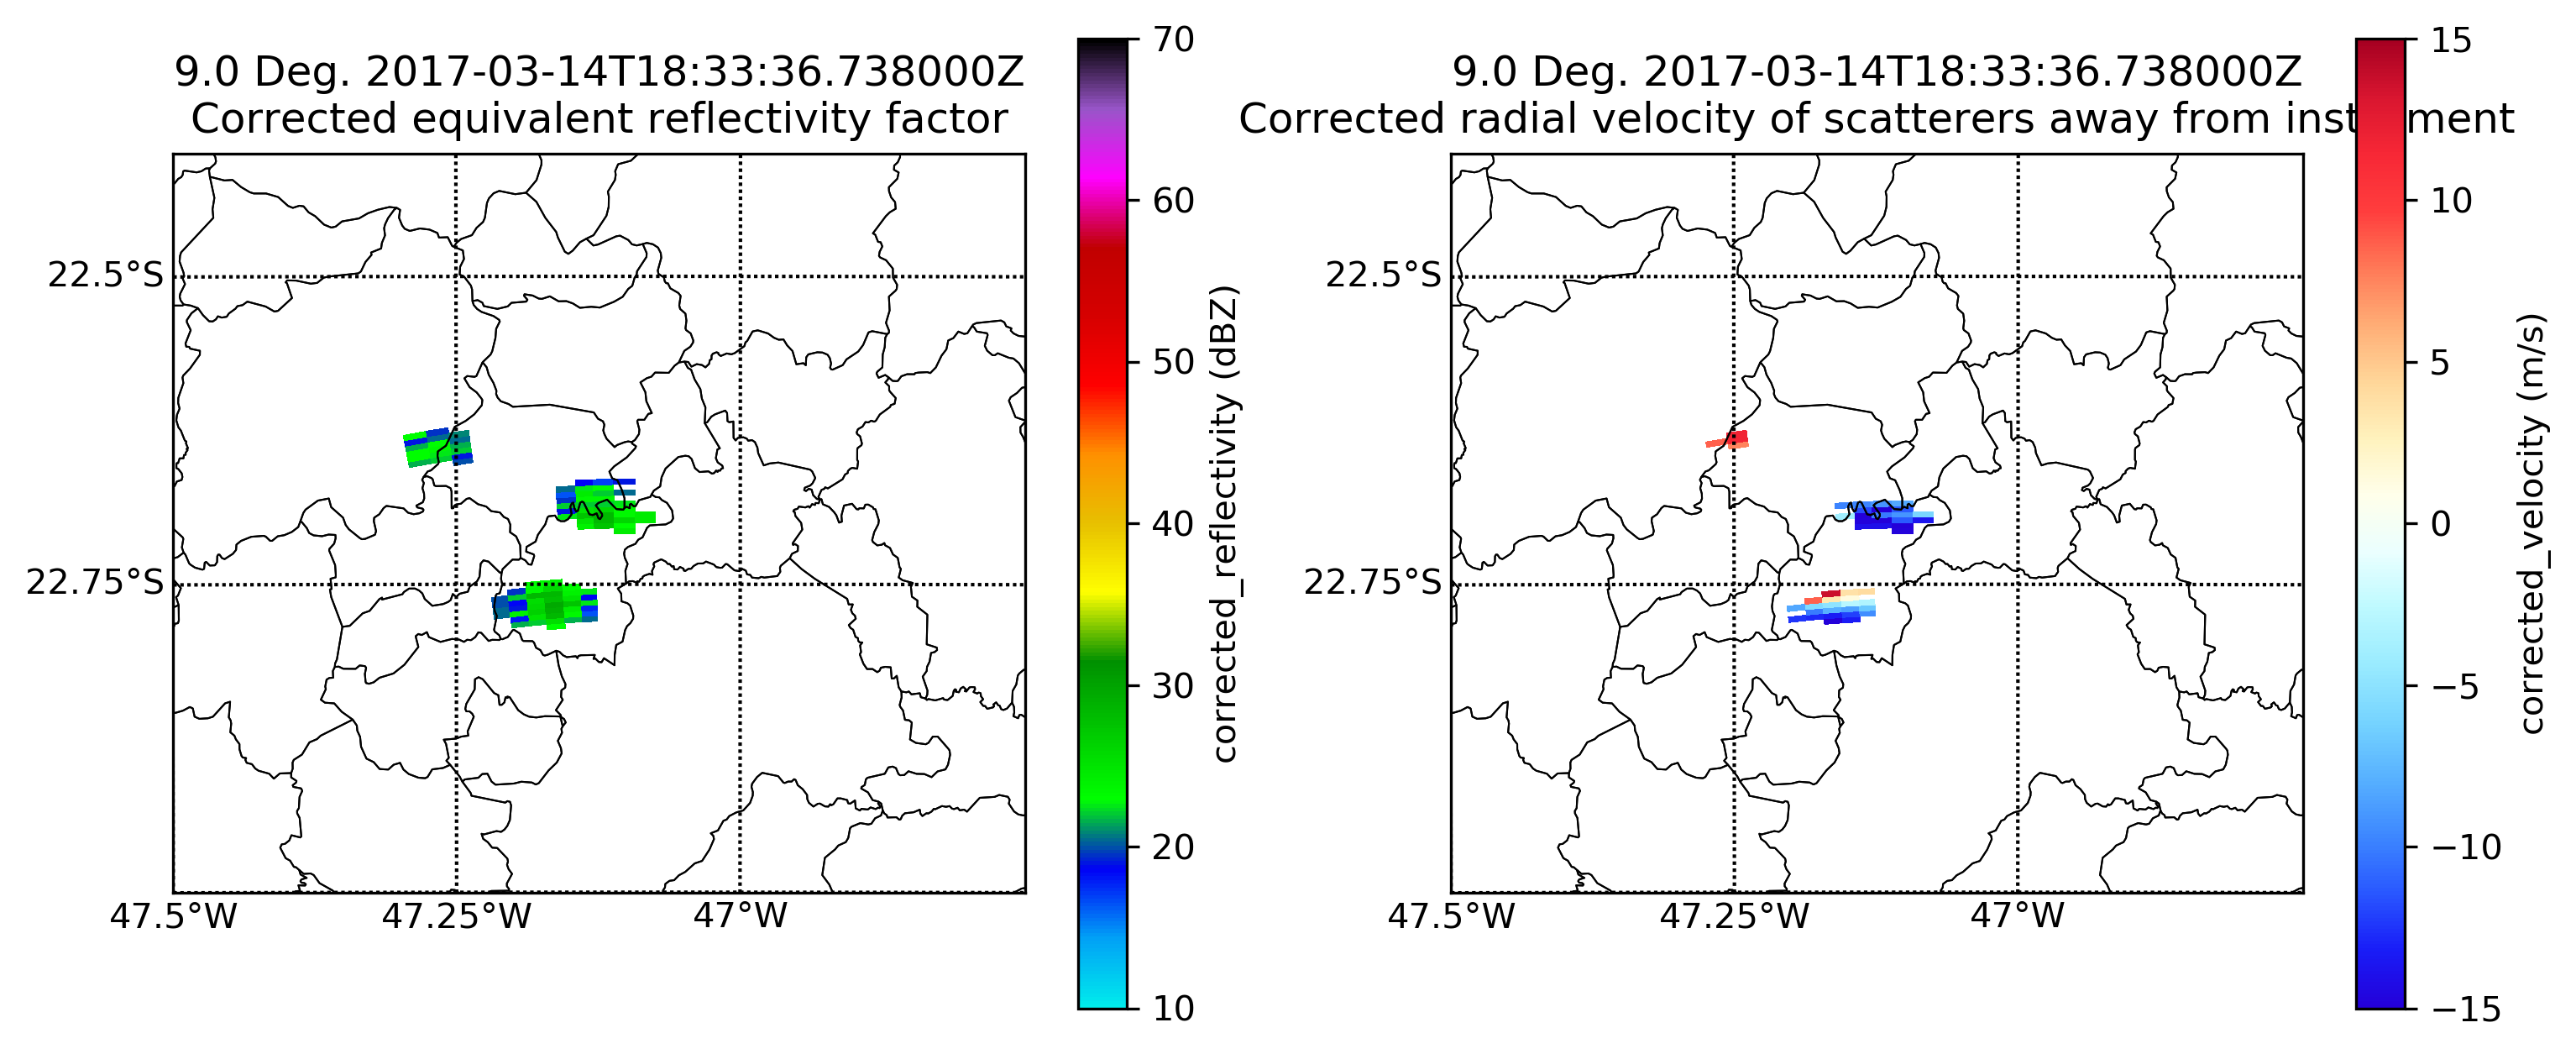 9.0 Deg. 2017-03-14T18:33:36.738000Z
Corrected equivalent reflectivity factor
22.5°S
22.75°S
47.5°W
47.25°W
47°W
70
60
50
40
30
20
10
corrected_reflectivity (dBZ)
9.0 Deg. 2017-03-14T18:33:36.738000Z
Corrected radial velocity of scatterers away from inst ment
22.5°S
22.75°S
47.5°W
47.25°W
47°W
15
10
5
0
−5
−10
−15
corrected_velocity (m/s)